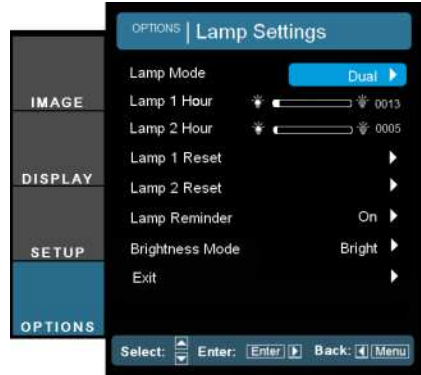 OPTIONS | Lamp Settings
Lamp Mode Dual
IMAGE
Lamp 1 Hour 0013
Lamp 2 Hour 0005
Lamp 1 Reset
DISPLAY
Lamp 2 Reset
Lamp Reminder On
SETUP
Brightness Mode Bright
Exit
OPTIONS
Select: Enter: Enter Back: Menu